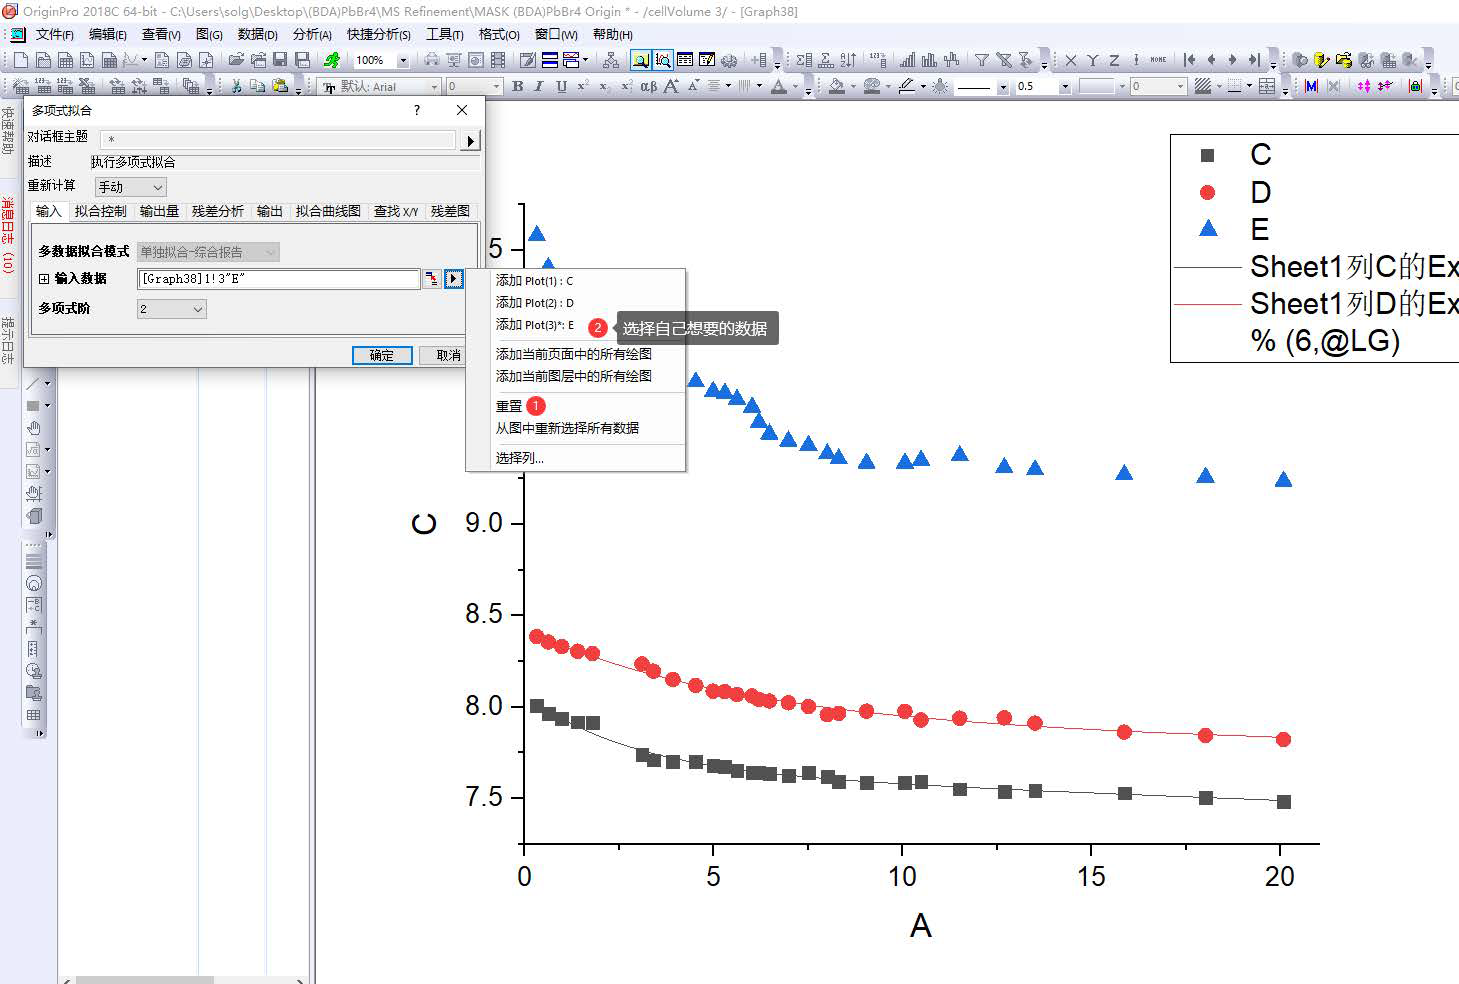 OriginPro 2018C 64-bit - C:\Users\solg\Desktop\(BDA)PbBr4\MS Refinement\MASK (BDA)PbBr4 Origin * - /cellVolume 3/ - [Graph38]
文件(F) 编辑(E) 查看(V) 图(G) 数据(D) 分析(A) 快捷分析(S) 工具(T) 格式(O) 窗口(W) 帮助(H)
100%
默认: Arial 0 B I U 0.5 0
快速帮助
消息日志 (10)
提示日志
多项式拟合 ? ×
对话框主题 *
描述 执行多项式拟合
重新计算 手动
输入 拟合控制 输出量 残差分析 输出 拟合曲线图 查找 X/Y 残差图
多数据拟合模式 单独拟合-综合报告
输入数据 [Graph38]1!3"E"
多项式阶 2
确定 取消
添加 Plot(1) : C
添加 Plot(2) : D
添加 Plot(3)*: E
2 选择自己想要的数据
添加当前页面中的所有绘图
添加当前图层中的所有绘图
重置 1
从图中重新选择所有数据
选择列...
C
D
E
Sheet1列C的Ex
Sheet1列D的Ex
% (6,@LG)
5
9.0
8.5
8.0
7.5
C
0 5 10 15 20
A